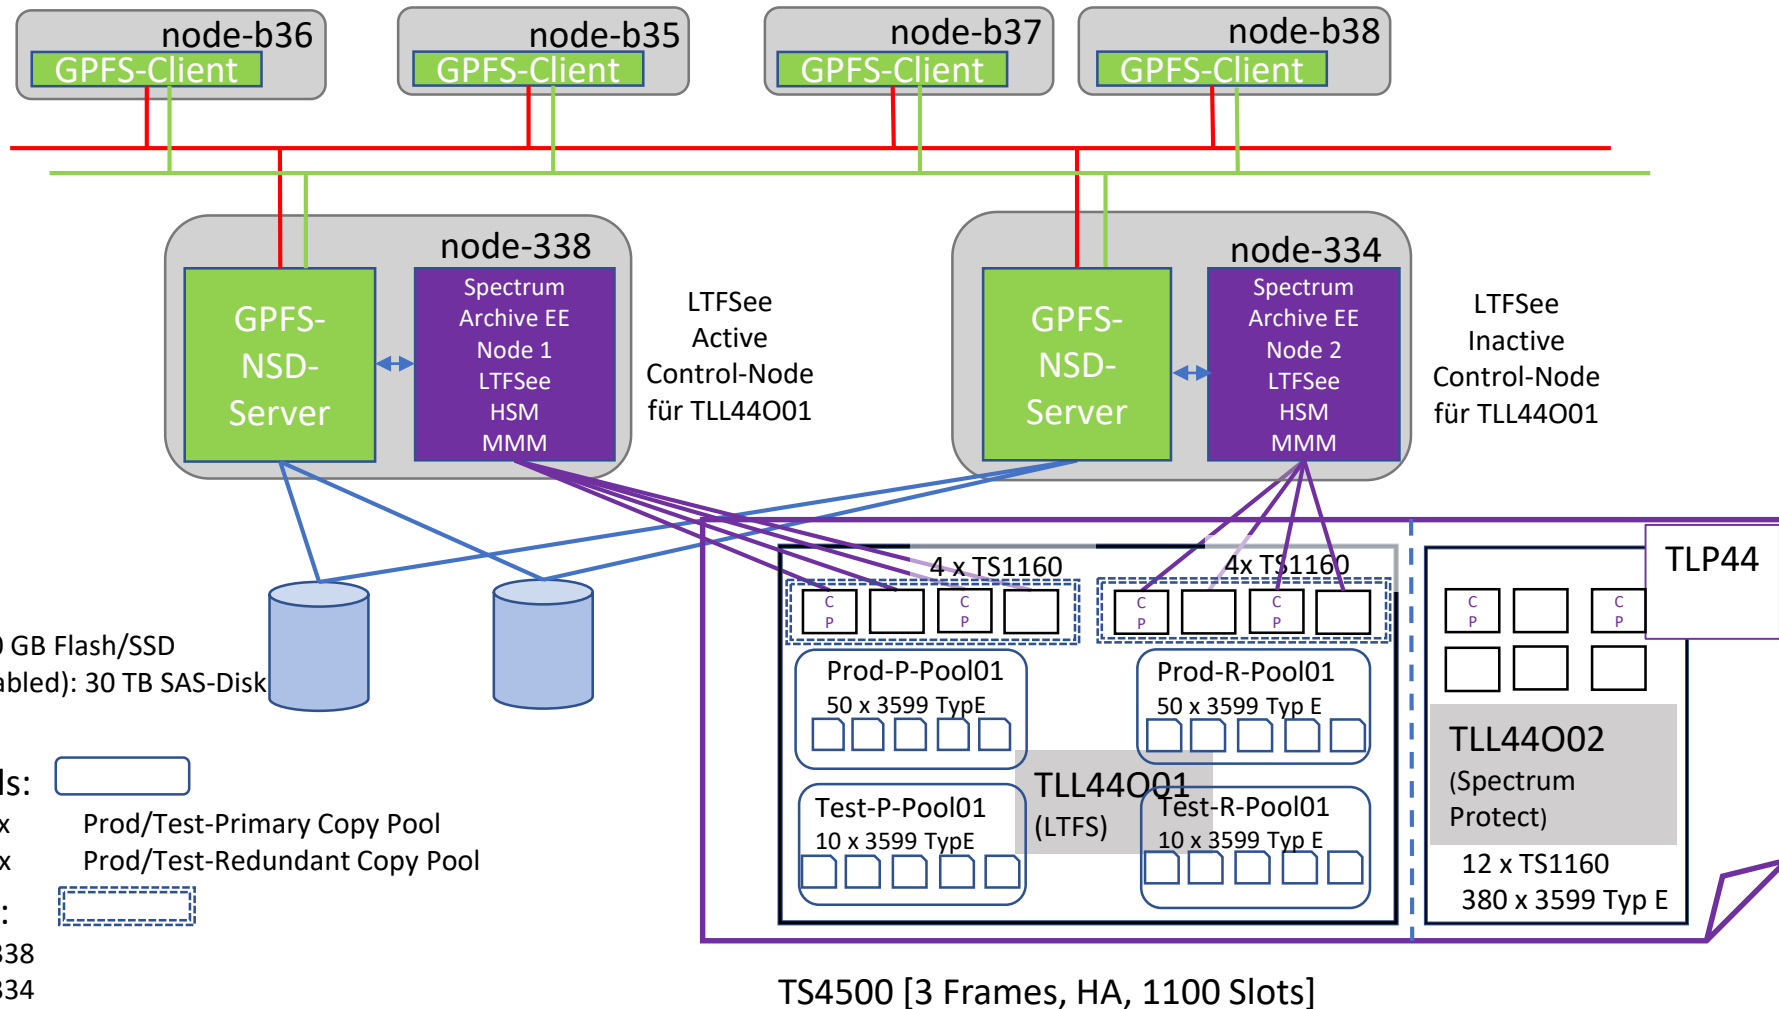 node-b36
GPFS-Client
node-b35
GPFS-Client
node-b37
GPFS-Client
node-b38
GPFS-Client
node-338
GPFS-
NSD-
Server
Spectrum
Archive EE
Node 1
LTFSee
HSM
MMM
LTFSee
Active
Control-Node
für TLL44O01
node-334
GPFS-
NSD-
Server
Spectrum
Archive EE
Node 2
LTFSee
HSM
MMM
LTFSee
Inactive
Control-Node
für TLL44O01
0 GB Flash/SSD
abled): 30 TB SAS-Disk
ls:
x Prod/Test-Primary Copy Pool
x Prod/Test-Redundant Copy Pool
:
338
334
4 x TS1160
C
P
C
P
4x TS1160
C
P
C
P
Prod-P-Pool01
50 x 3599 TypE
Prod-R-Pool01
50 x 3599 Typ E
TLL44O01
(LTFS)
Test-P-Pool01
10 x 3599 TypE
Test-R-Pool01
10 x 3599 Typ E
TLP44
C
P
C
P
TLL44O02
(Spectrum
Protect)
12 x TS1160
380 x 3599 Typ E
TS4500 [3 Frames, HA, 1100 Slots]